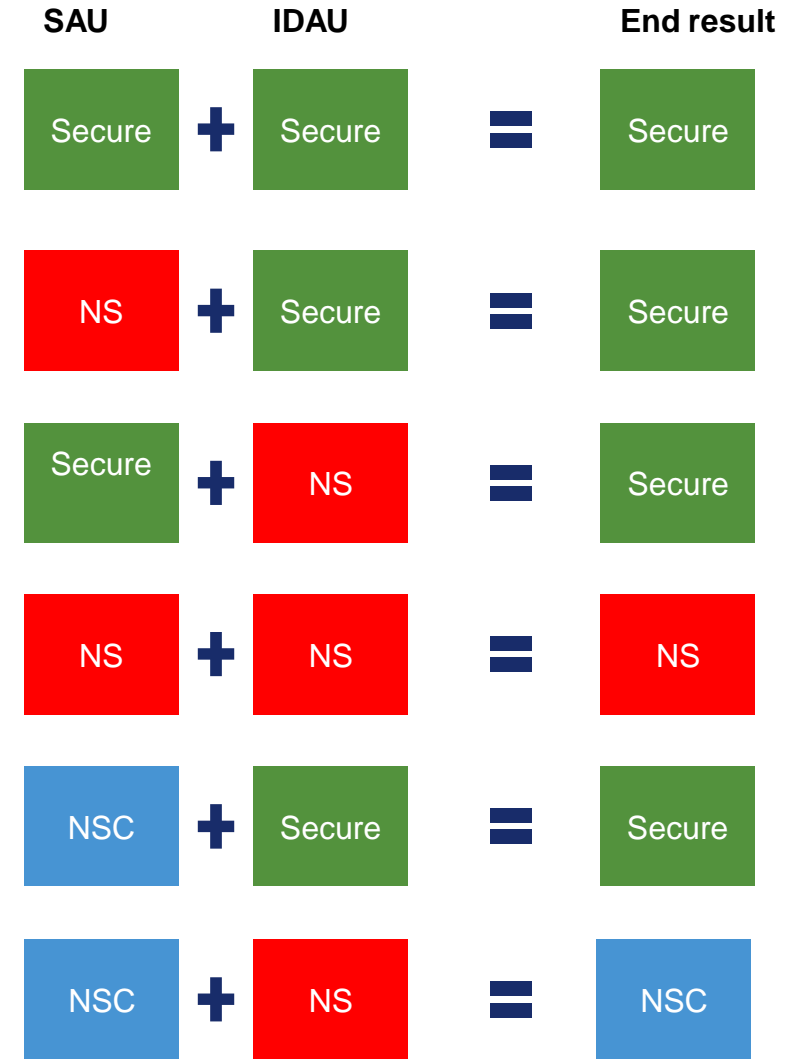 SAU IDAU End result
Secure + Secure = Secure
NS + Secure = Secure
Secure + NS = Secure
NS + NS = NS
NSC + Secure = Secure
NSC + NS = NSC